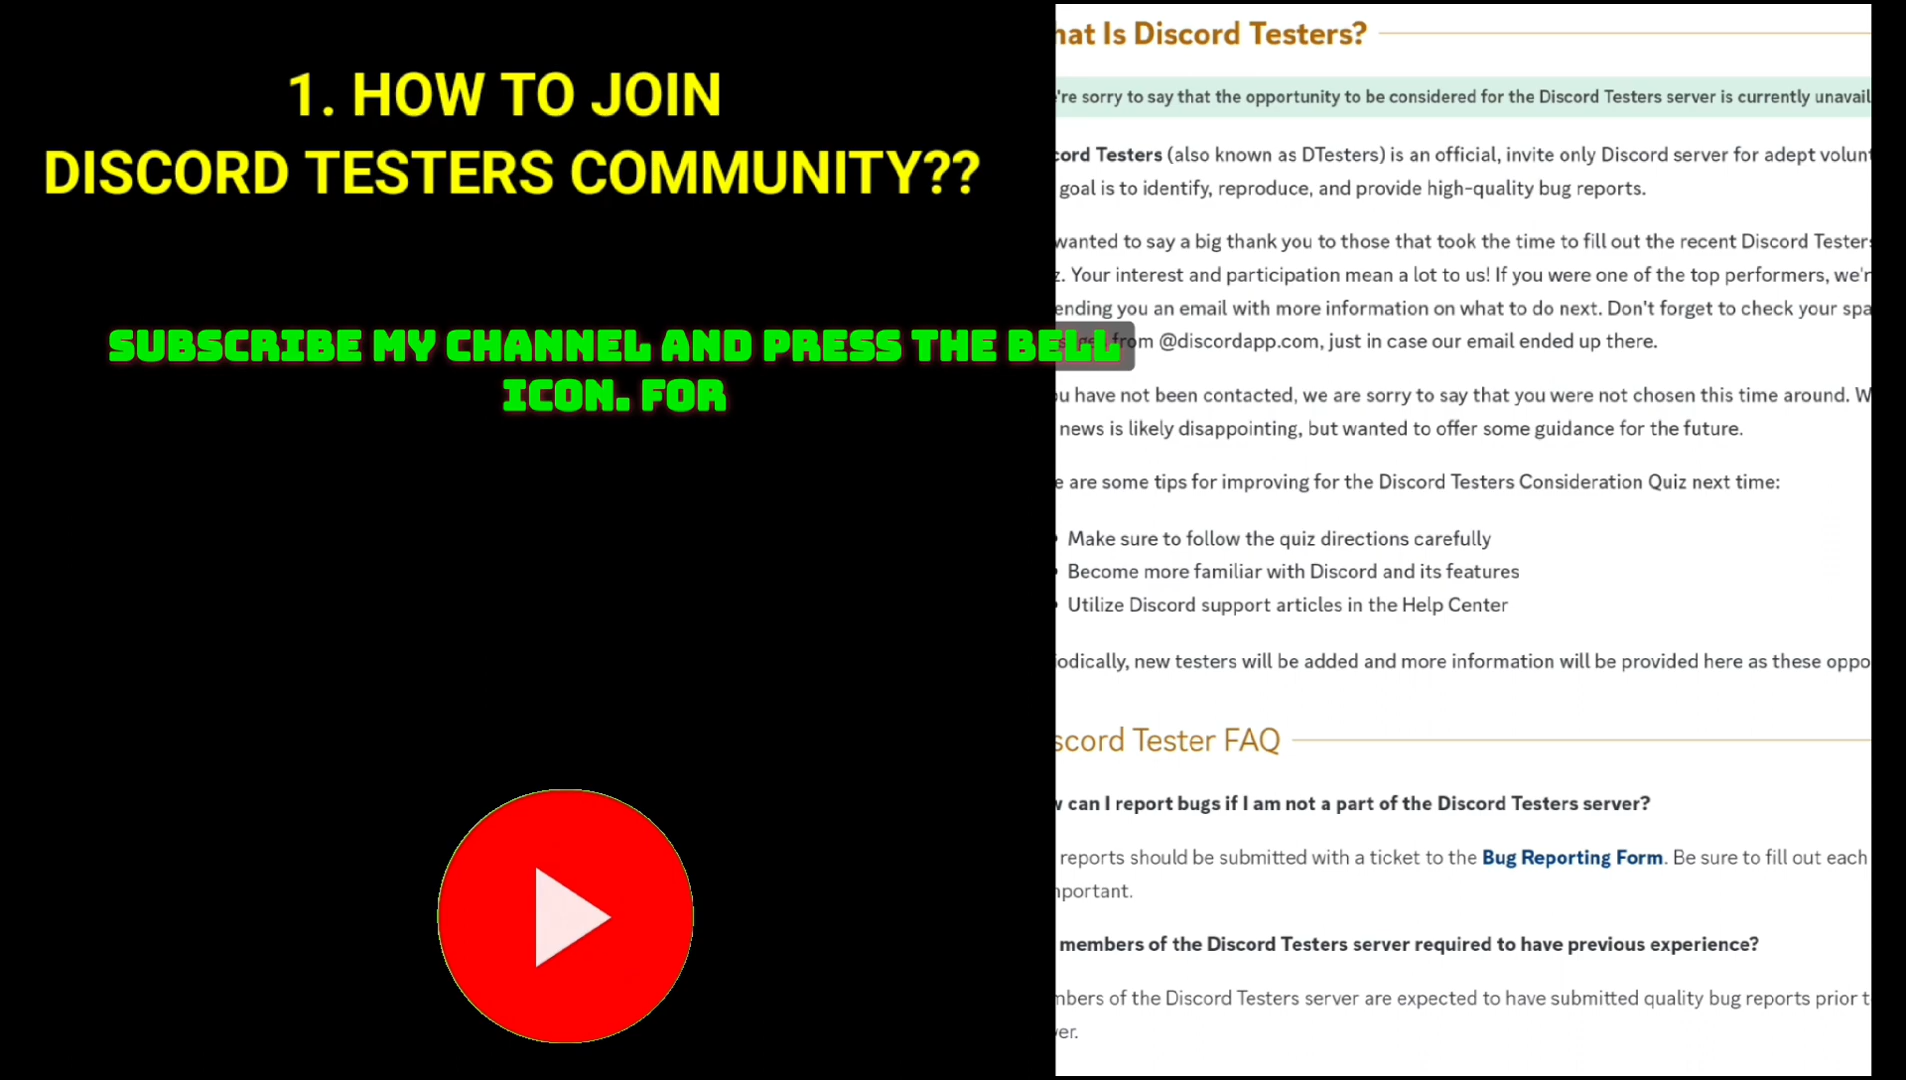 1. HOW TO JOIN
DISCORD TESTERS COMMUNITY??
SUBSCRIBE MY CHANNEL AND PRESS THE BELL
ICON. FOR
hat Is Discord Testers?
're sorry to say that the opportunity to be considered for the Discord Testers server is currently unavail
cord Testers (also known as DTesters) is an official, invite only Discord server for adept volunt
goal is to identify, reproduce, and provide high-quality bug reports.
wanted to say a big thank you to those that took the time to fill out the recent Discord Testers
z. Your interest and participation mean a lot to us! If you were one of the top performers, we'r
ending you an email with more information on what to do next. Don't forget to check your spa
from @discordapp.com, just in case our email ended up there.
u have not been contacted, we are sorry to say that you were not chosen this time around. W
news is likely disappointing, but wanted to offer some guidance for the future.
e are some tips for improving for the Discord Testers Consideration Quiz next time:
Make sure to follow the quiz directions carefully
Become more familiar with Discord and its features
Utilize Discord support articles in the Help Center
iodically, new testers will be added and more information will be provided here as these oppo
scord Tester FAQ
w can I report bugs if I am not a part of the Discord Testers server?
reports should be submitted with a ticket to the Bug Reporting Form. Be sure to fill out each
mportant.
members of the Discord Testers server required to have previous experience?
mbers of the Discord Testers server are expected to have submitted quality bug reports prior t
ver.